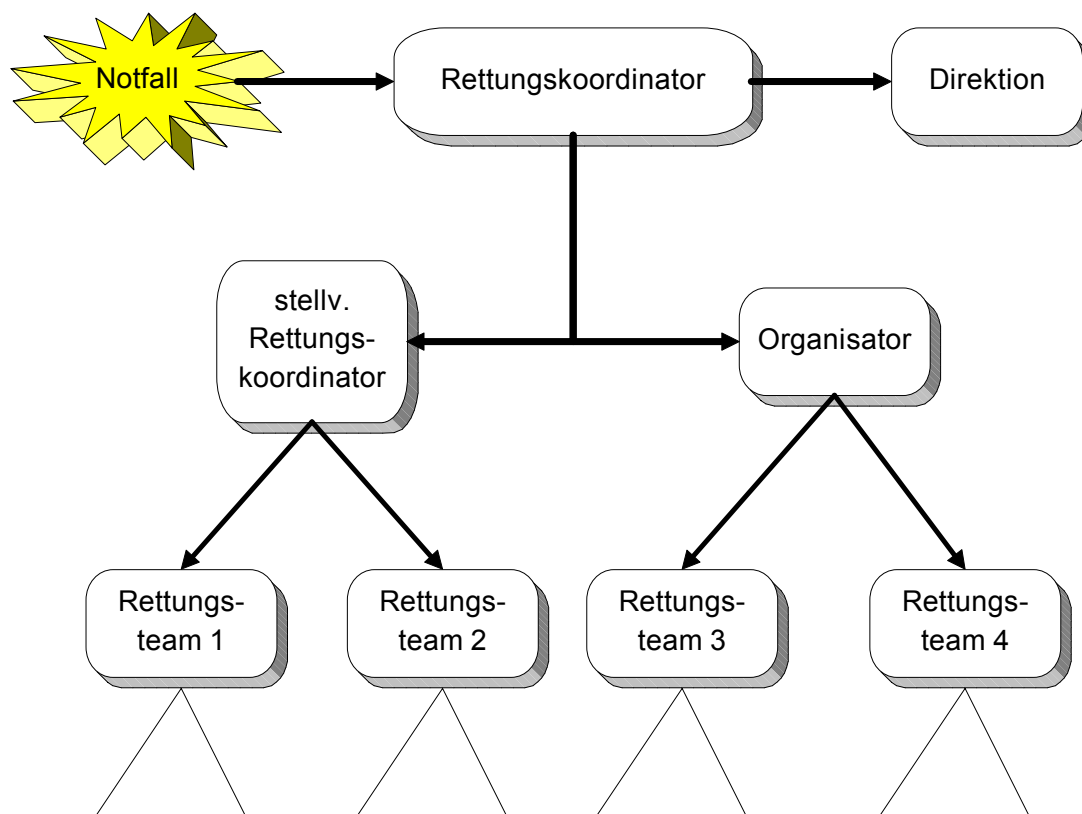 Notfall
Rettungskoordinator
Direktion
stellv.
Rettungs-
koordinator
Organisator
Rettungs-
team 1
Rettungs-
team 2
Rettungs-
team 3
Rettungs-
team 4